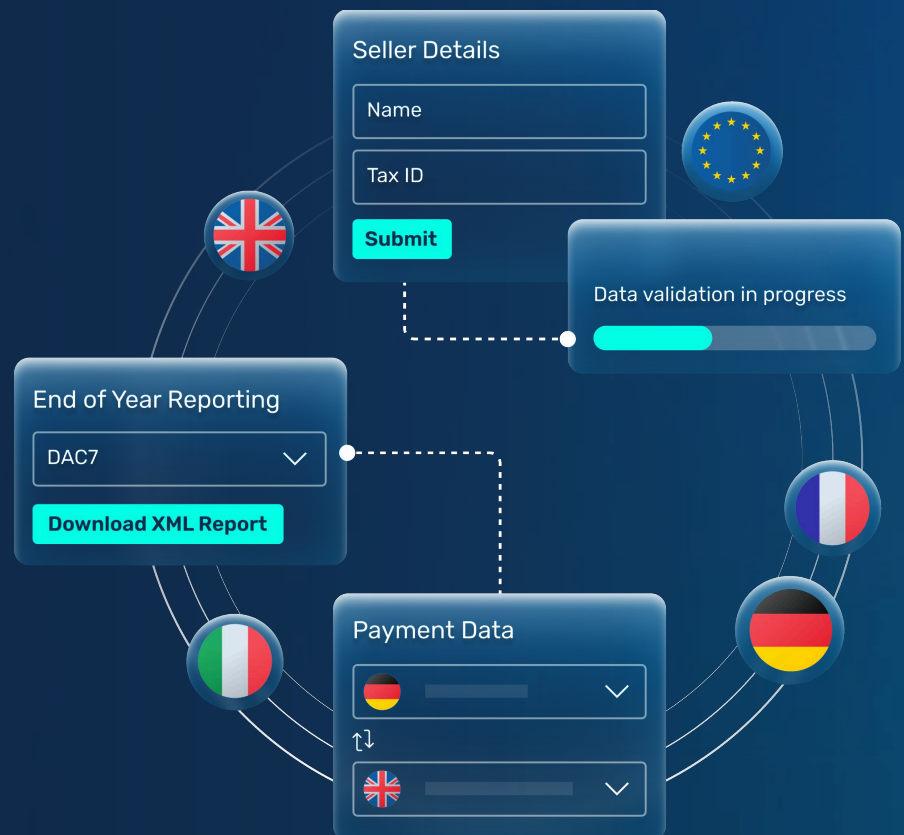 Seller Details
Name
Tax ID
Submit
Data validation in progress
End of Year Reporting
DAC7
Download XML Report
Payment Data